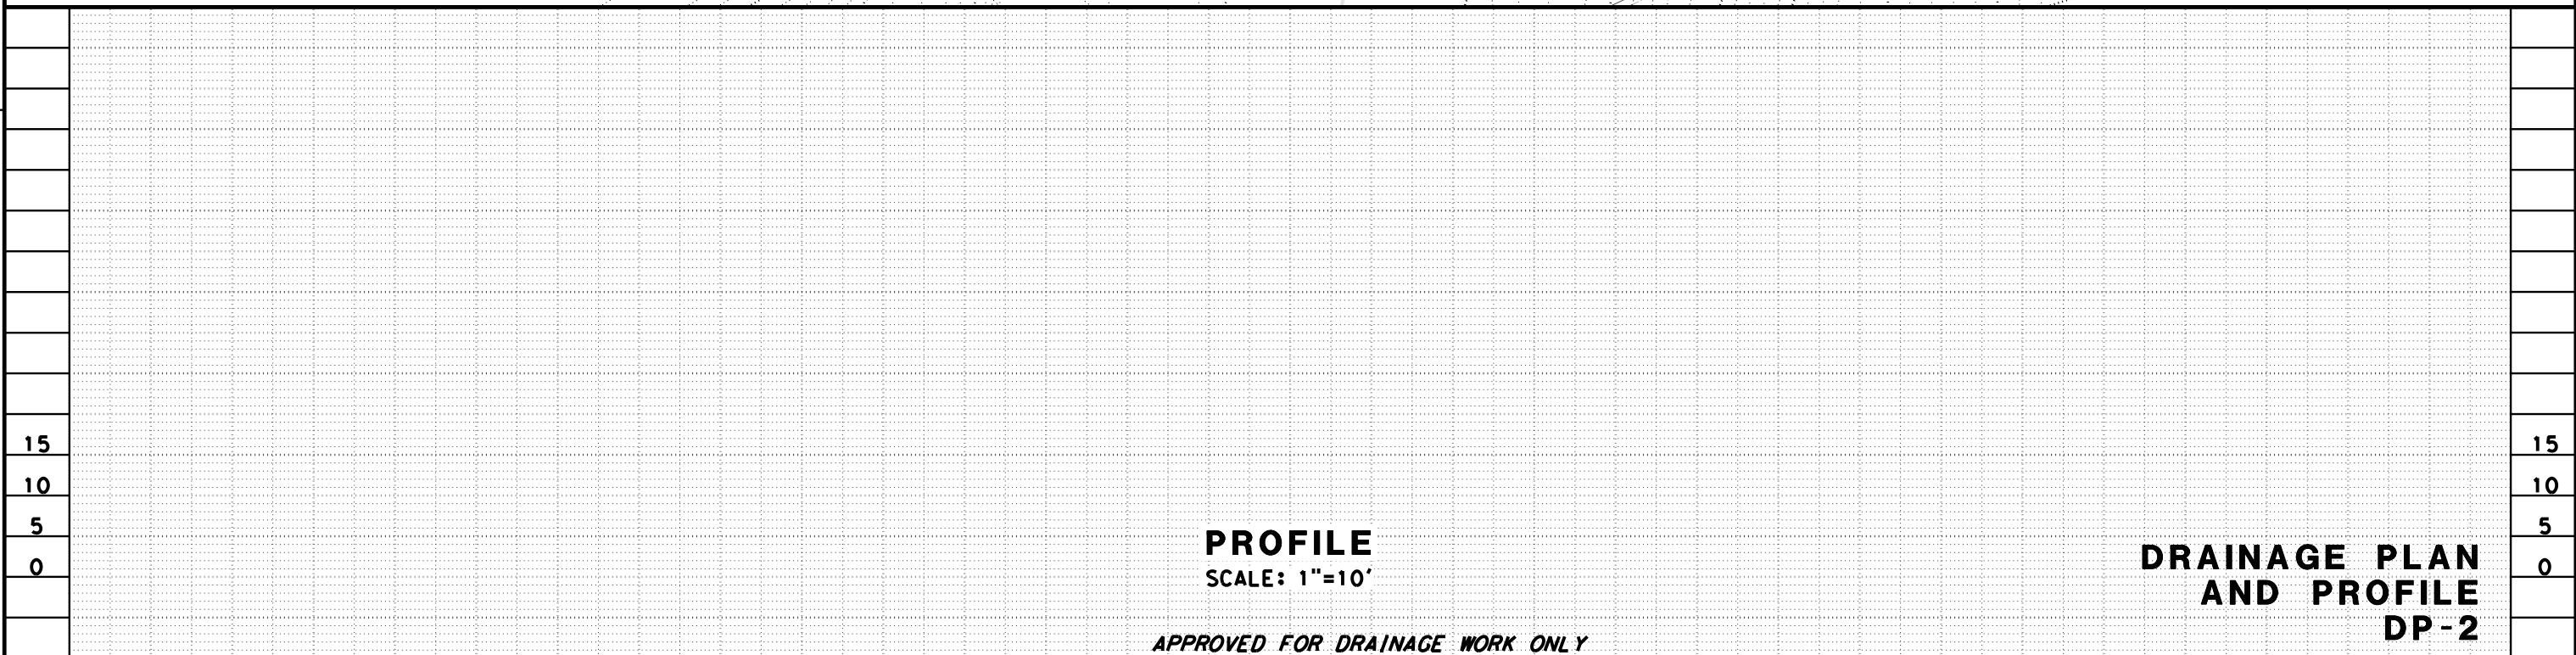 15
10
5
0
PROFILE
SCALE: 1"=10'
APPROVED FOR DRAINAGE WORK ONLY
DRAINAGE PLAN
AND PROFILE
DP-2
15
10
5
0